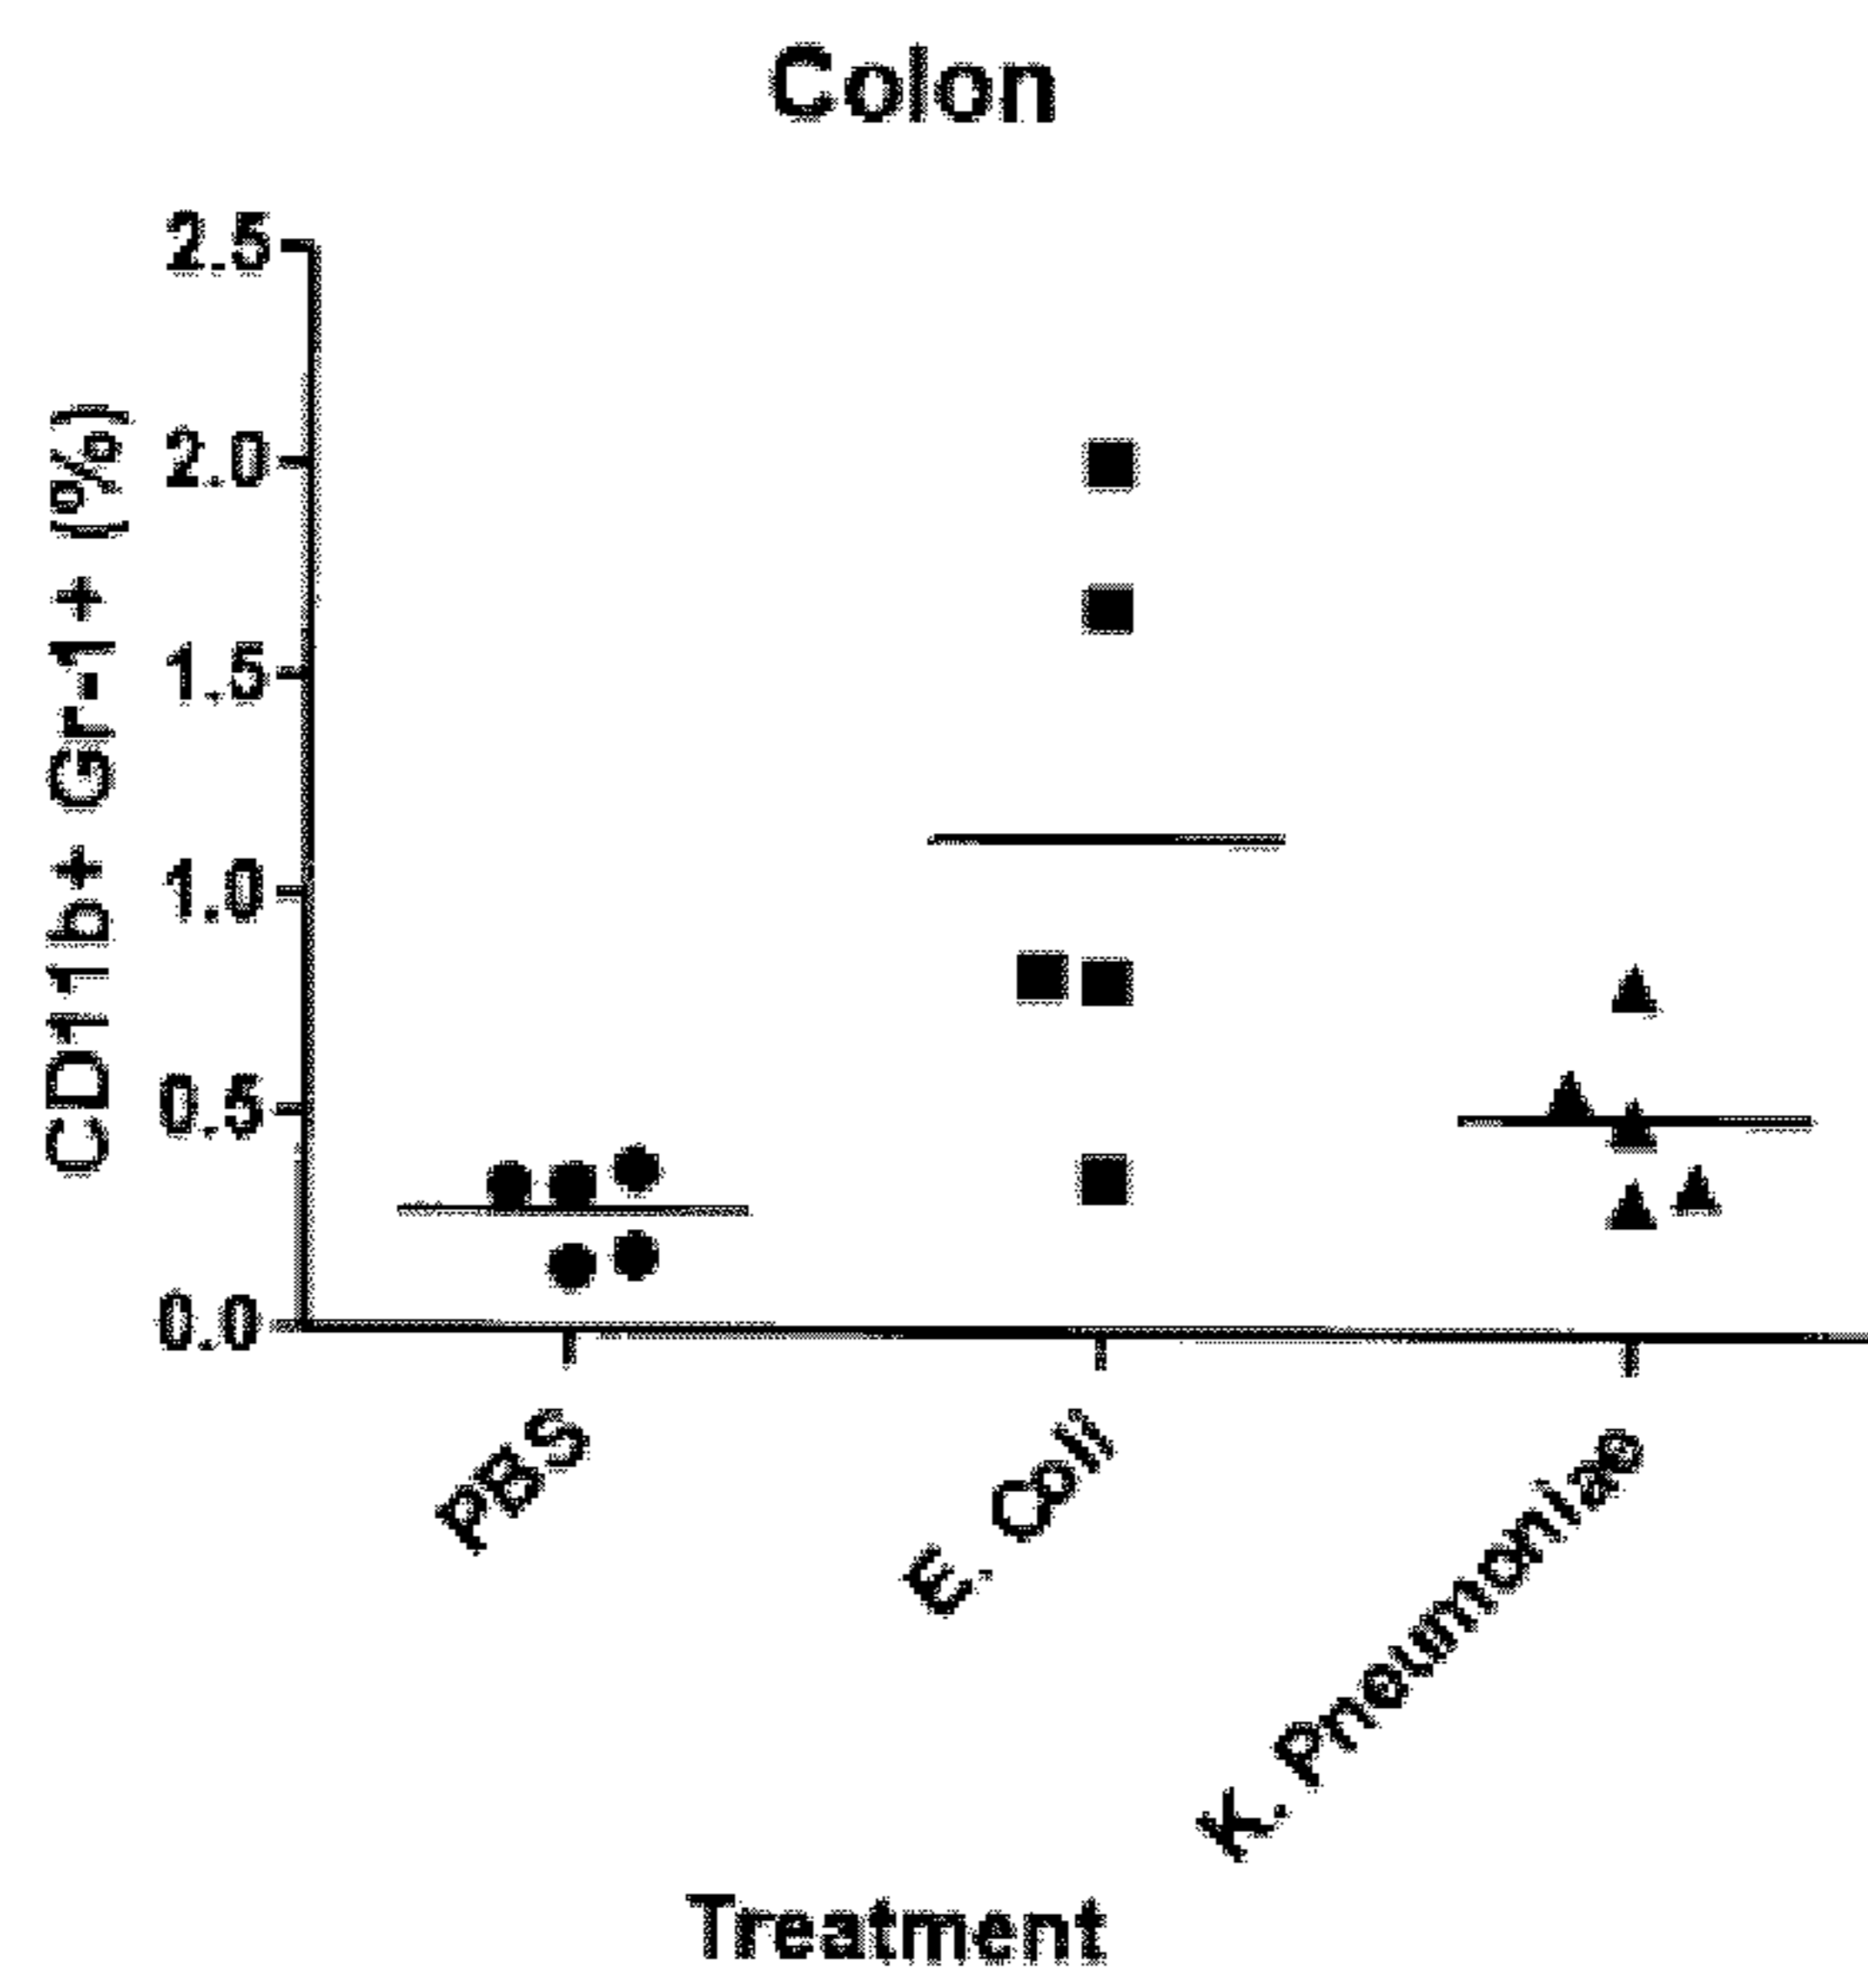 Colon
CD11b+ Gr-1+ (%)
2.5
2.0
1.5
1.0
0.5
0.0
PBS
E. Coli
K. Pneumoniae
Treatment